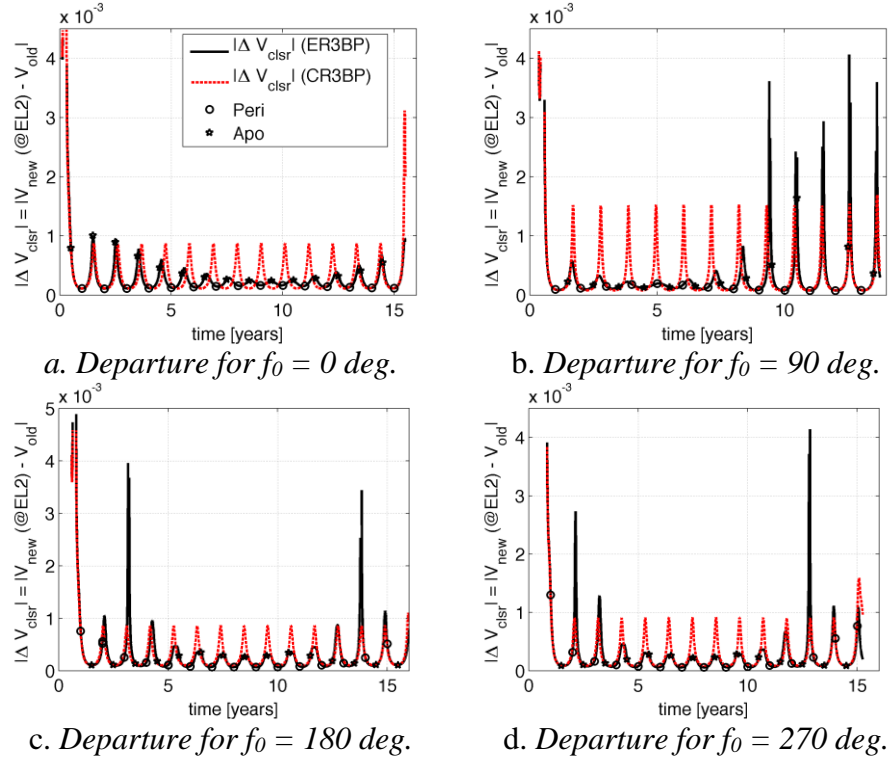 x 10⁻³
|Δ V_clsr| = |V_new (@EL2) - V_old|
4
3
2
1
0
|Δ V_clsr| (ER3BP)
|Δ V_clsr| (CR3BP)
Peri
Apo
0 5 10 15
time [years]
a. Departure for f₀ = 0 deg.
x 10⁻³
|Δ V_clsr| = |V_new (@EL2) - V_old|
4
3
2
1
0
0 5 10
time [years]
b. Departure for f₀ = 90 deg.
x 10⁻³
|Δ V_clsr| = |V_new (@EL2) - V_old|
5
4
3
2
1
0
0 5 10 15
time [years]
c. Departure for f₀ = 180 deg.
x 10⁻³
|Δ V_clsr| = |V_new (@EL2) - V_old|
4
3
2
1
0
0 5 10 15
time [years]
d. Departure for f₀ = 270 deg.